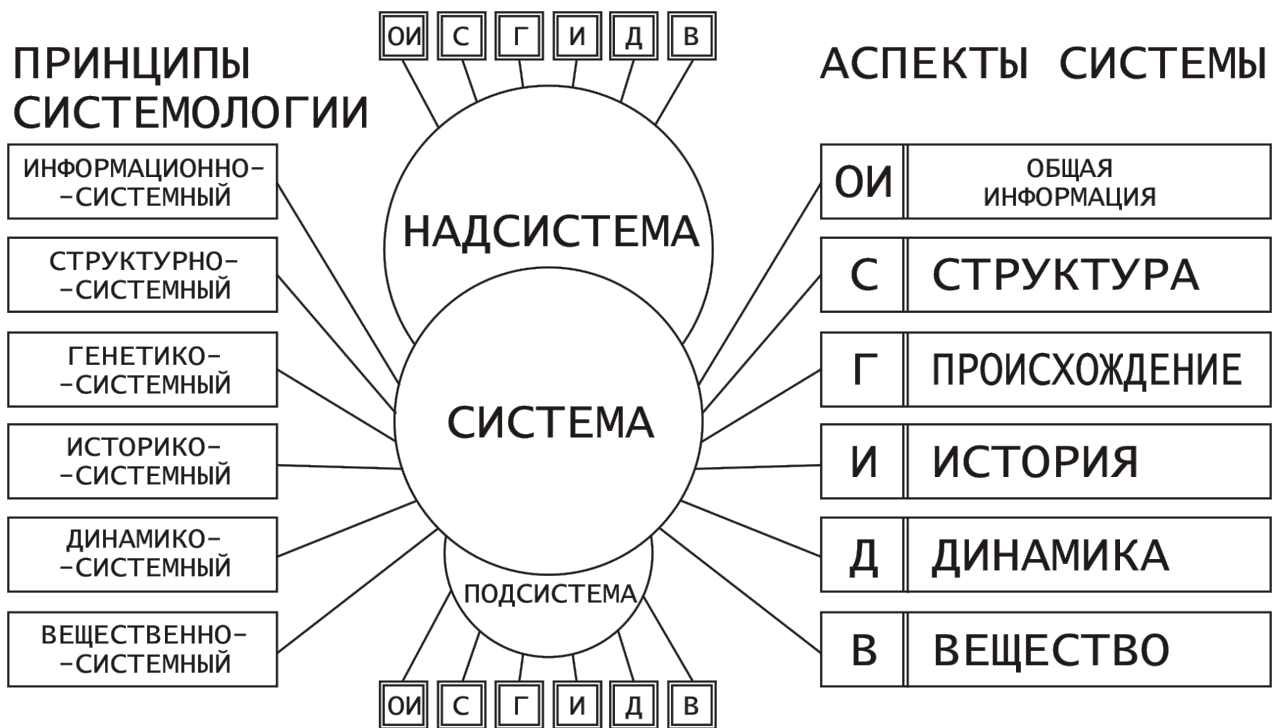 ОИ С Г И Д В
ПРИНЦИПЫ
СИСТЕМОЛОГИИ
ИНФОРМАЦИОННО-
-СИСТЕМНЫЙ
СТРУКТУРНО-
-СИСТЕМНЫЙ
ГЕНЕТИКО-
-СИСТЕМНЫЙ
ИСТОРИКО-
-СИСТЕМНЫЙ
ДИНАМИКО-
-СИСТЕМНЫЙ
ВЕЩЕСТВЕННО-
-СИСТЕМНЫЙ
НАДСИСТЕМА
СИСТЕМА
ПОДСИСТЕМА
ОИ С Г И Д В
АСПЕКТЫ СИСТЕМЫ
ОИ
ОБЩАЯ
ИНФОРМАЦИЯ
С СТРУКТУРА
Г ПРОИСХОЖДЕНИЕ
И ИСТОРИЯ
Д ДИНАМИКА
В ВЕЩЕСТВО